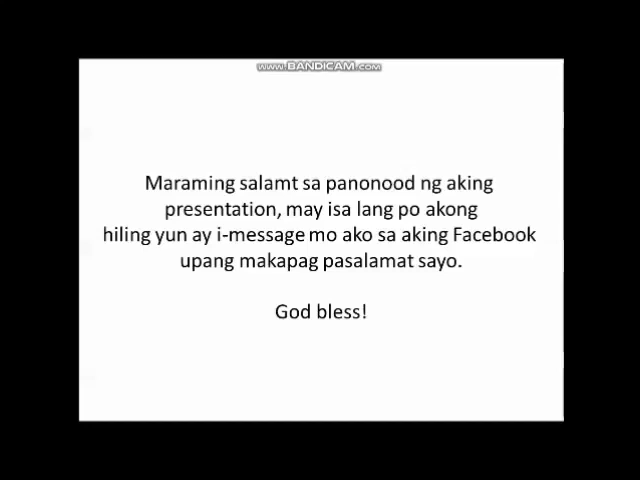 www.BANDICAM.com
Maraming salamt sa panonood ng aking
presentation, may isa lang po akong
hiling yun ay i-message mo ako sa aking Facebook
upang makapag pasalamat sayo.
God bless!